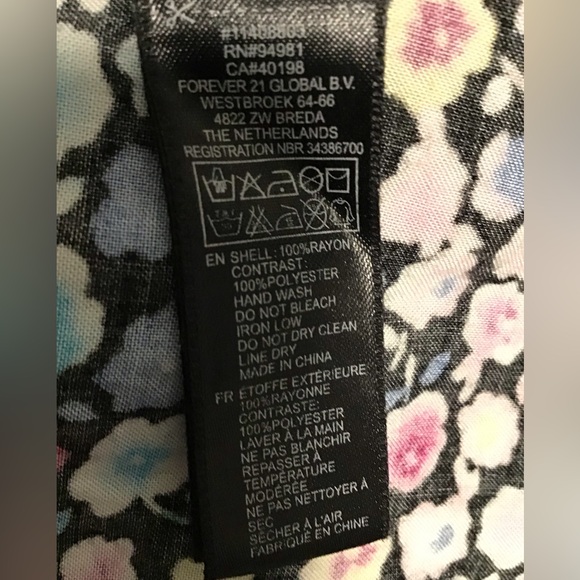 RN#94981
CA#40198
FOREVER 21 GLOBAL B.V.
WESTBROEK 64-66
4822 ZW BREDA
THE NETHERLANDS
REGISTRATION NBR 34386700
EN SHELL: 100%RAYON
CONTRAST:
100%POLYESTER
HAND WASH
DO NOT BLEACH
IRON LOW
DO NOT DRY CLEAN
LINE DRY
MADE IN CHINA
FR ÉTOFFE EXTÉRIEURE:
100%RAYONNE
CONTRASTE:
100%POLYESTER
LAVER À LA MAIN
NE PAS BLANCHIR
REPASSER À
TEMPÉRATURE
MODÉRÉE
NE PAS NETTOYER À
SEC
SÉCHER À L'AIR
FABRIQUÉ EN CHINE